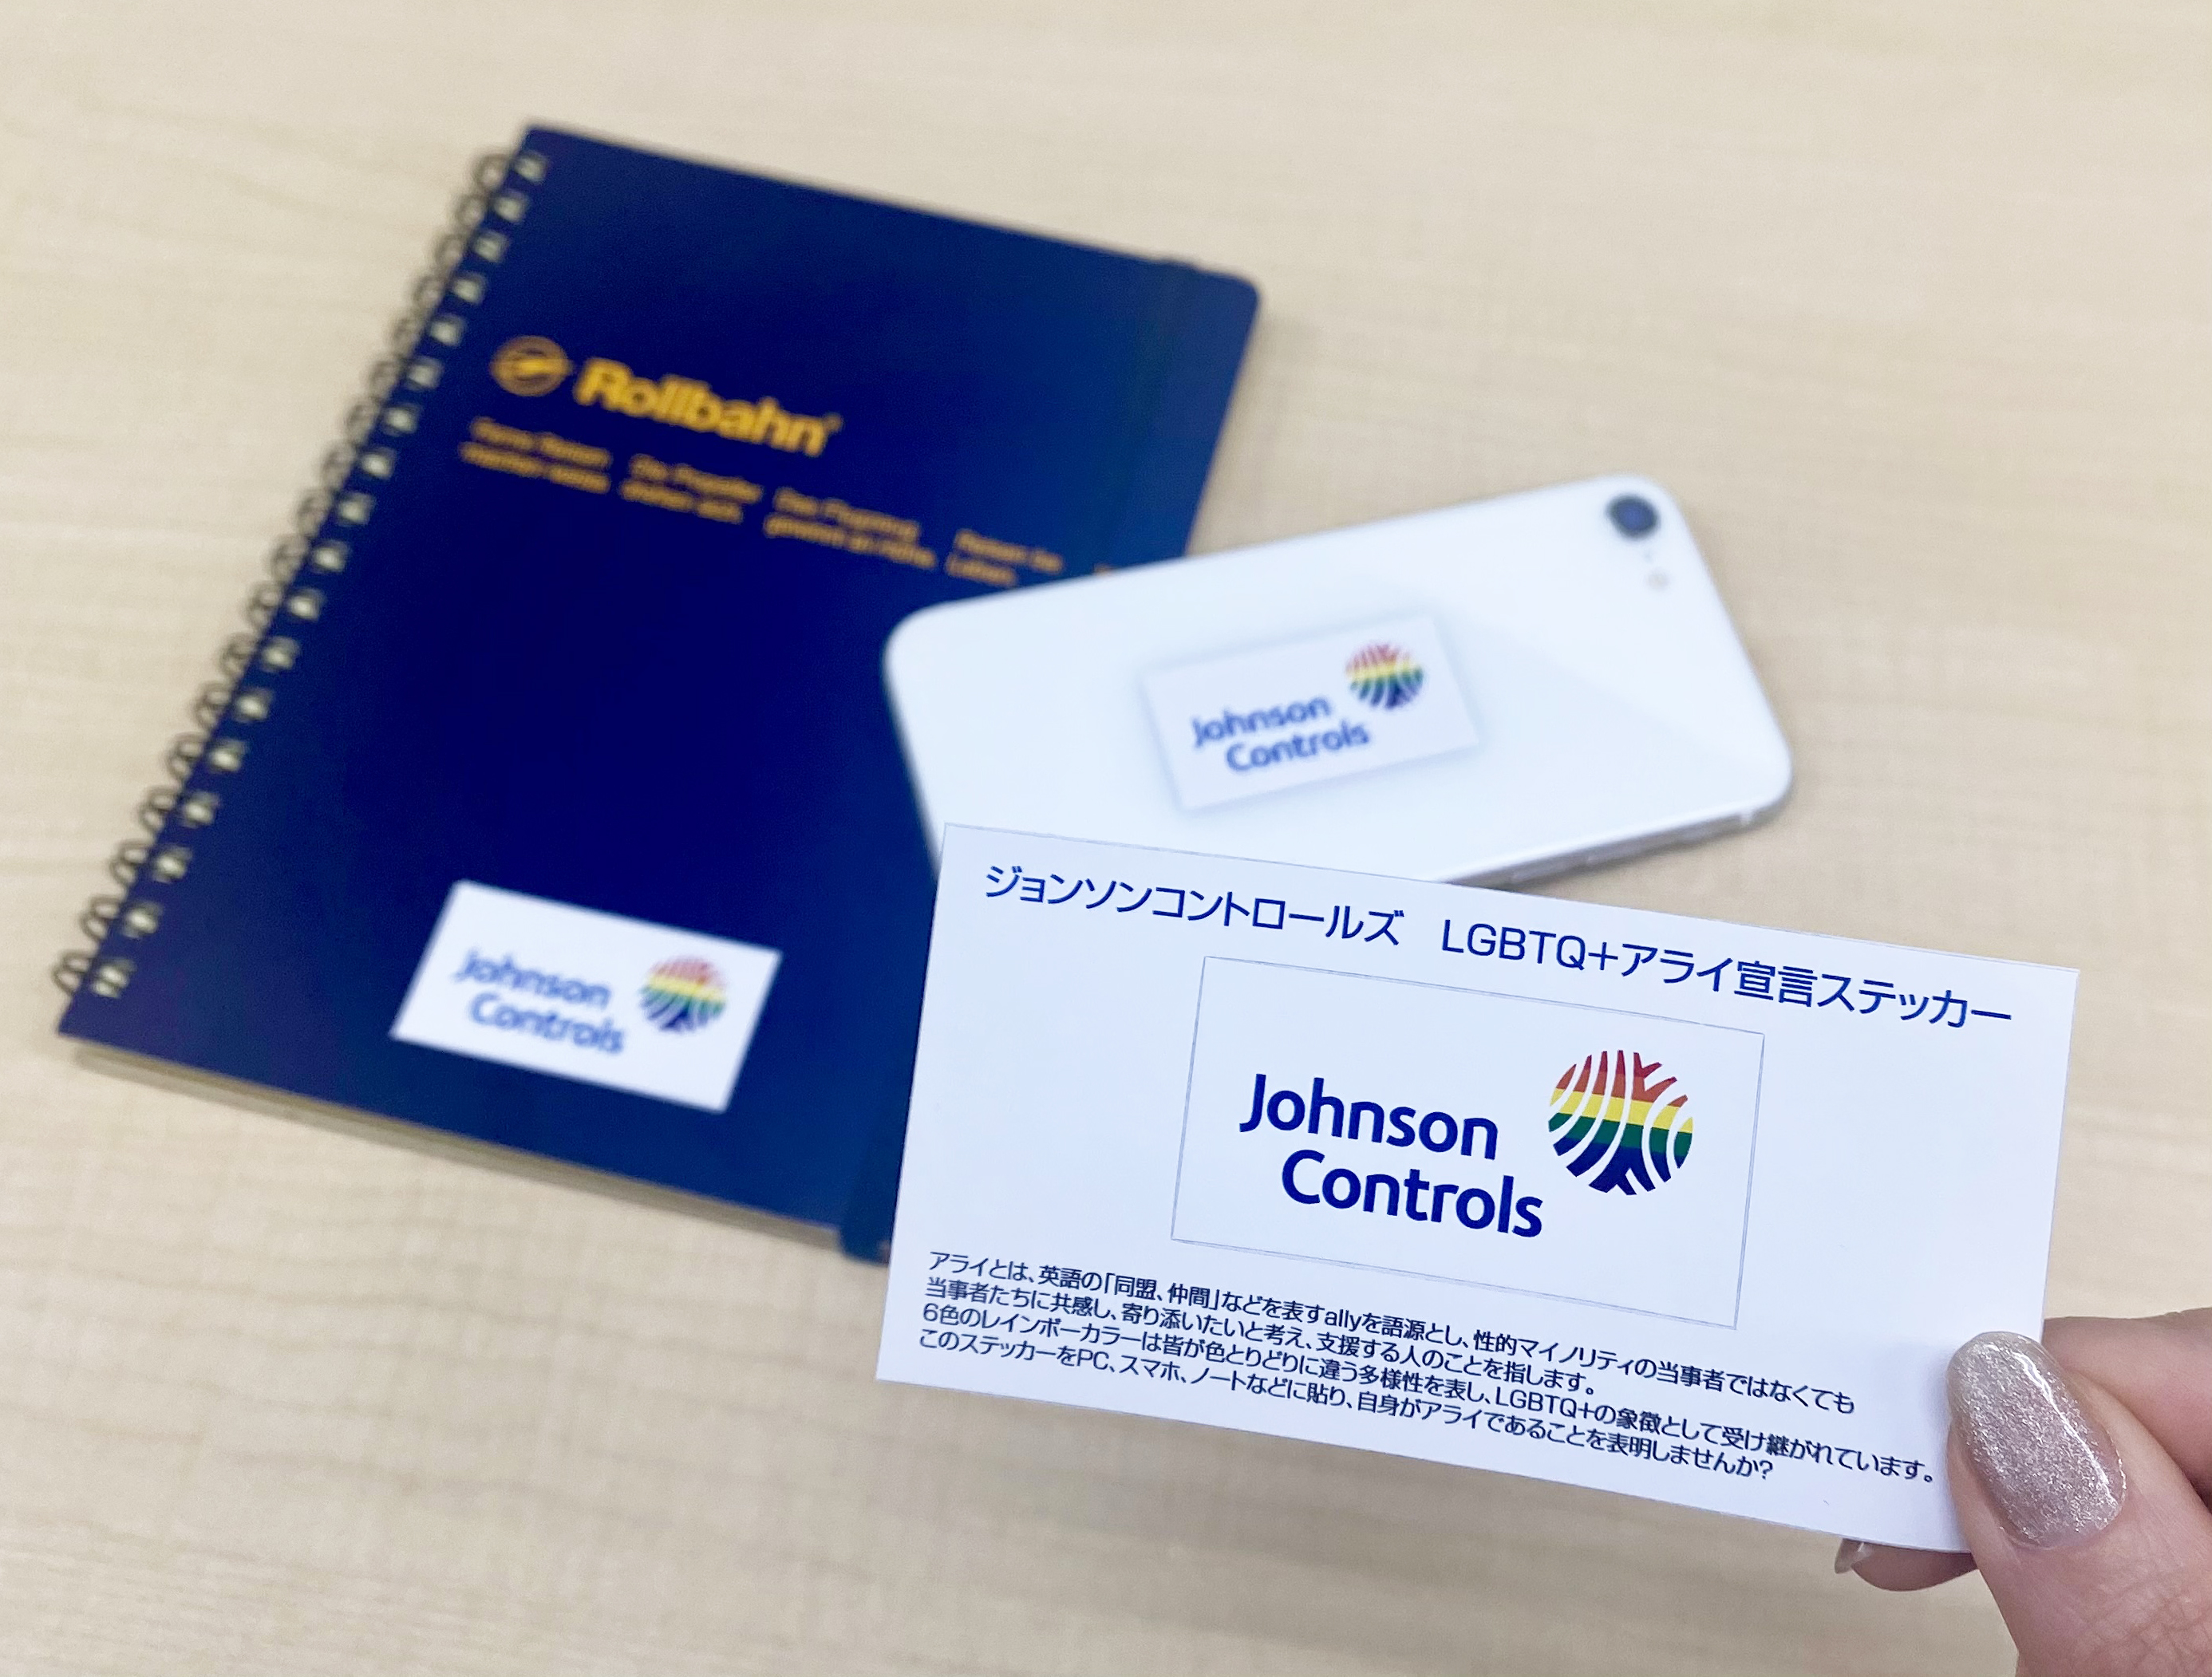 Rollbahn
Johnson
Controls
Johnson
Controls
ジョンソンコントロールズ　LGBTQ+アライ宣言ステッカー
Johnson
Controls
アライとは、英語の「同盟、仲間」などを表すallyを語源とし、性的マイノリティの当事者ではなくても
当事者たちに共感し、寄り添いたいと考え、支援する人のことを指します。
6色のレインボーカラーは皆が色とりどりに違う多様性を表し、LGBTQ+の象徴として受け継がれています。
このステッカーをPC、スマホ、ノートなどに貼り、自身がアライであることを表明しませんか?